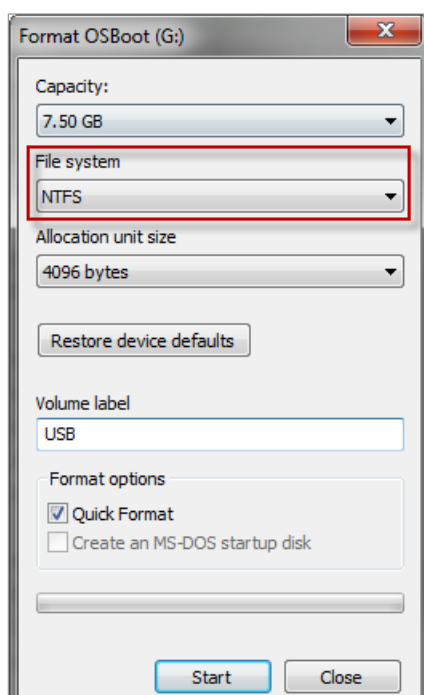 Format OSBoot (G:)
Capacity:
7.50 GB
File system
NTFS
Allocation unit size
4096 bytes
Restore device defaults
Volume label
USB
Format options
Quick Format
Create an MS-DOS startup disk
Start Close